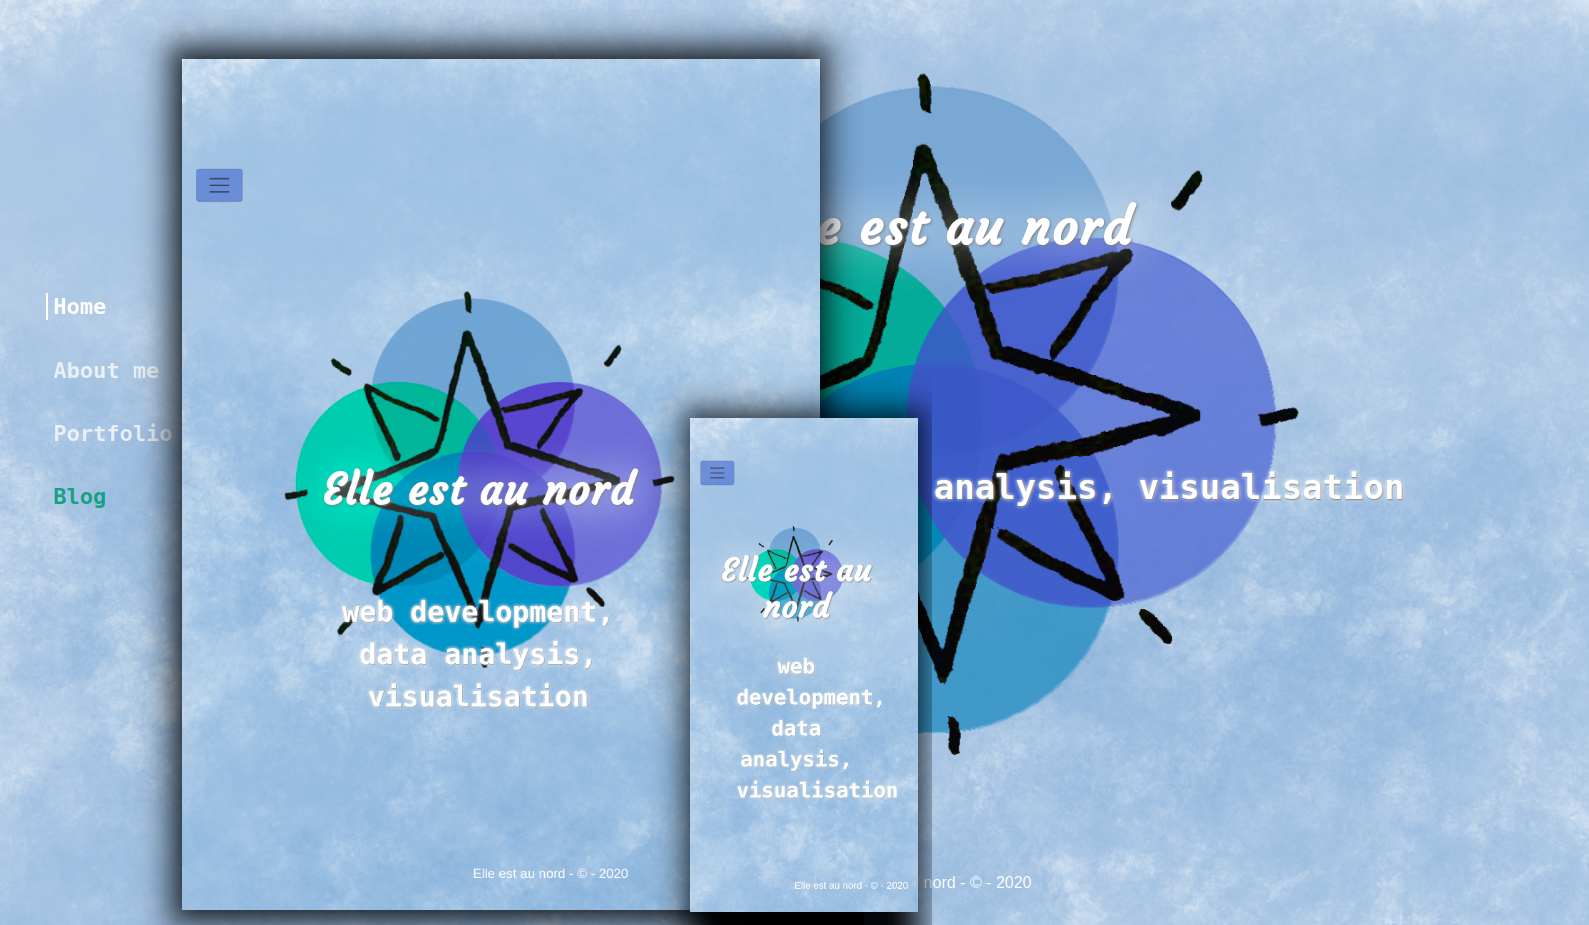 Home
About me
Portfolio
Blog
Elle est au nord
web development,
data analysis,
visualisation
Elle est au nord - © - 2020
Elle est au
nord
web
development,
data
analysis,
visualisation
Elle est au nord - © - 2020
e est au nord
analysis, visualisation
nord - © - 2020